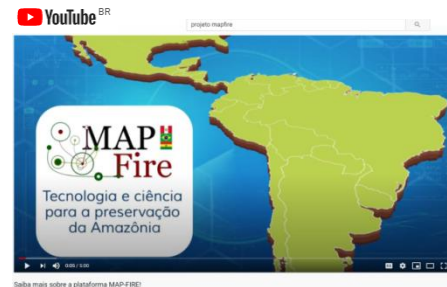 YouTube BR
projeto mapfire
MAP
Fire
Tecnologia e ciência
para a preservação
da Amazônia
0:05 / 5:00
Saiba mais sobre a plataforma MAP-FIRE!